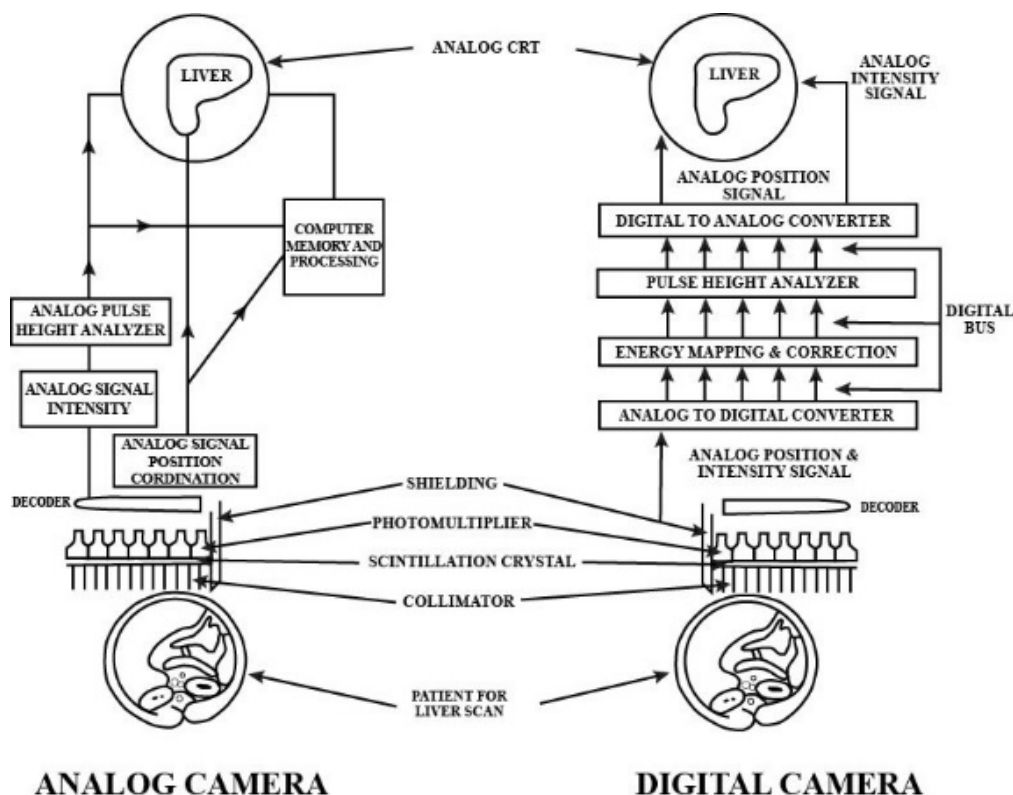 LIVER
ANALOG CRT
LIVER
ANALOG
INTENSITY
SIGNAL
ANALOG POSITION
SIGNAL
COMPUTER
MEMORY AND
PROCESSING
DIGITAL TO ANALOG CONVERTER
PULSE HEIGHT ANALYZER
ANALOG PULSE
HEIGHT ANALYZER
DIGITAL
BUS
ENERGY MAPPING & CORRECTION
ANALOG SIGNAL
INTENSITY
ANALOG TO DIGITAL CONVERTER
ANALOG SIGNAL
POSITION
CORDINATION
ANALOG POSITION &
INTENSITY SIGNAL
DECODER
SHIELDING
DECODER
PHOTOMULTIPLIER
SCINTILLATION CRYSTAL
COLLIMATOR
PATIENT FOR
LIVER SCAN
ANALOG CAMERA
DIGITAL CAMERA